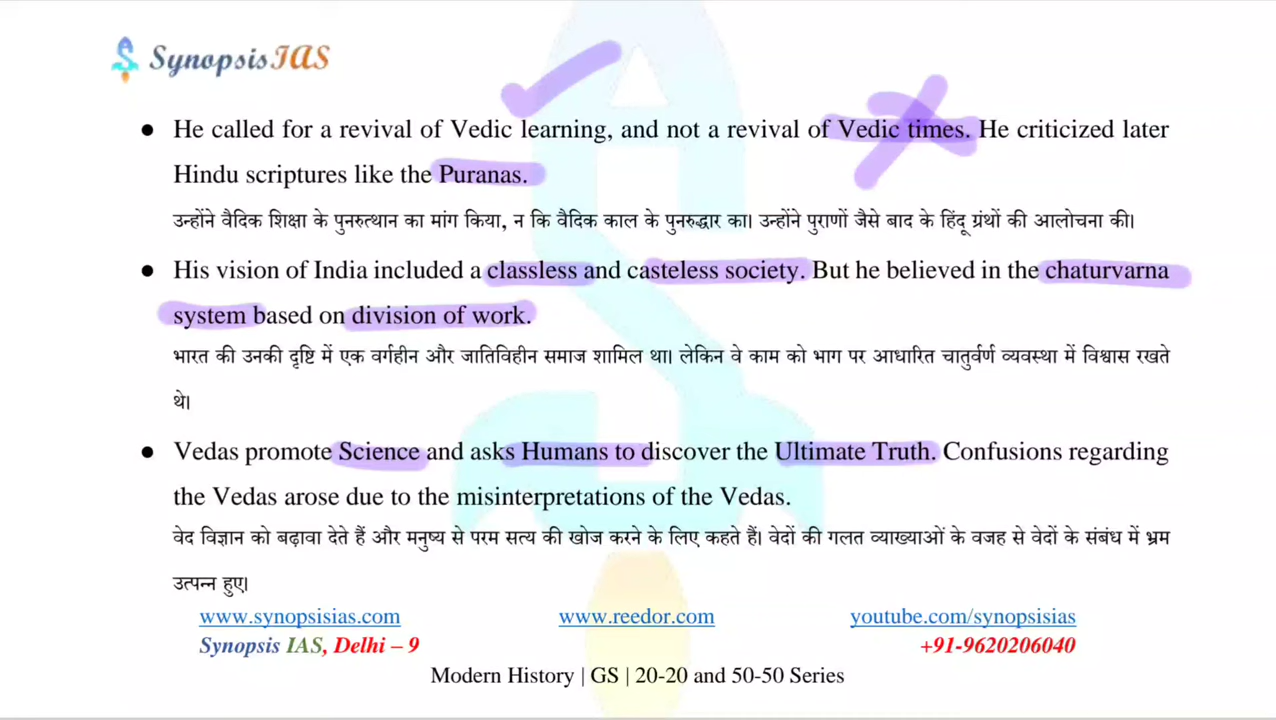 Synopsis IAS
● He called for a revival of Vedic learning, and not a revival of Vedic times. He criticized later
Hindu scriptures like the Puranas.
उन्होंने वैदिक शिक्षा के पुनरुत्थान का मांग किया, न कि वैदिक काल के पुनरुद्धार का। उन्होंने पुराणों जैसे बाद के हिंदू ग्रंथों की आलोचना की।
● His vision of India included a classless and casteless society. But he believed in the chaturvarna
system based on division of work.
भारत की उनकी दृष्टि में एक वर्गहीन और जातिविहीन समाज शामिल था। लेकिन वे काम को भाग पर आधारित चातुर्वर्ण व्यवस्था में विश्वास रखते
थे।
● Vedas promote Science and asks Humans to discover the Ultimate Truth. Confusions regarding
the Vedas arose due to the misinterpretations of the Vedas.
वेद विज्ञान को बढ़ावा देते हैं और मनुष्य से परम सत्य की खोज करने के लिए कहते हैं। वेदों की गलत व्याख्याओं के वजह से वेदों के संबंध में भ्रम
उत्पन्न हुए।
www.synopsisias.com www.reedor.com youtube.com/synopsisias
Synopsis IAS, Delhi – 9 +91-9620206040
Modern History | GS | 20-20 and 50-50 Series